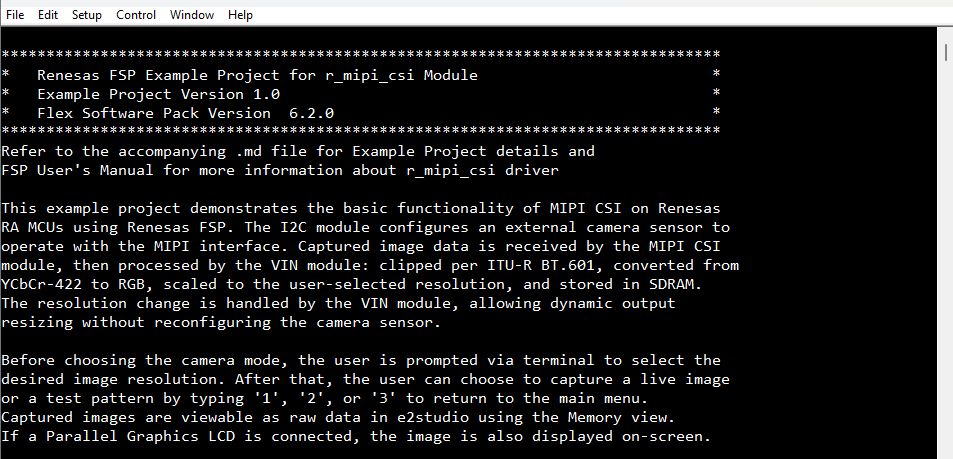 File Edit Setup Control Window Help
********************************************************************************
* Renesas FSP Example Project for r_mipi_csi Module *
* Example Project Version 1.0 *
* Flex Software Pack Version 6.2.0 *
********************************************************************************
Refer to the accompanying .md file for Example Project details and
FSP User's Manual for more information about r_mipi_csi driver
This example project demonstrates the basic functionality of MIPI CSI on Renesas
RA MCUs using Renesas FSP. The I2C module configures an external camera sensor to
operate with the MIPI interface. Captured image data is received by the MIPI CSI
module, then processed by the VIN module: clipped per ITU-R BT.601, converted from
YCbCr-422 to RGB, scaled to the user-selected resolution, and stored in SDRAM.
The resolution change is handled by the VIN module, allowing dynamic output
resizing without reconfiguring the camera sensor.
Before choosing the camera mode, the user is prompted via terminal to select the
desired image resolution. After that, the user can choose to capture a live image
or a test pattern by typing '1', '2', or '3' to return to the main menu.
Captured images are viewable as raw data in e2studio using the Memory view.
If a Parallel Graphics LCD is connected, the image is also displayed on-screen.